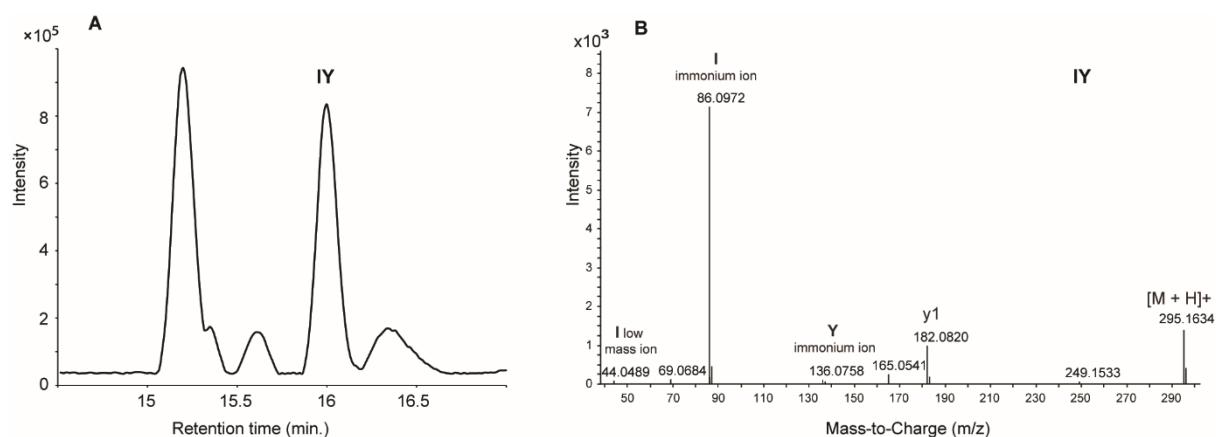 A
×10⁵
IY
10
8
6
4
2
0
Intensity
15
15.5
16
16.5
Retention time (min.)
B
x10³
I
immonium ion
86.0972
IY
8
7
6
5
4
3
2
1
0
Intensity
I low
mass ion
44.0489
69.0684
Y
immonium ion
136.0758
165.0541
y1
182.0820
249.1533
[M + H]+
295.1634
50
70
90
110
130
150
170
190
210
230
250
270
290
Mass-to-Charge (m/z)